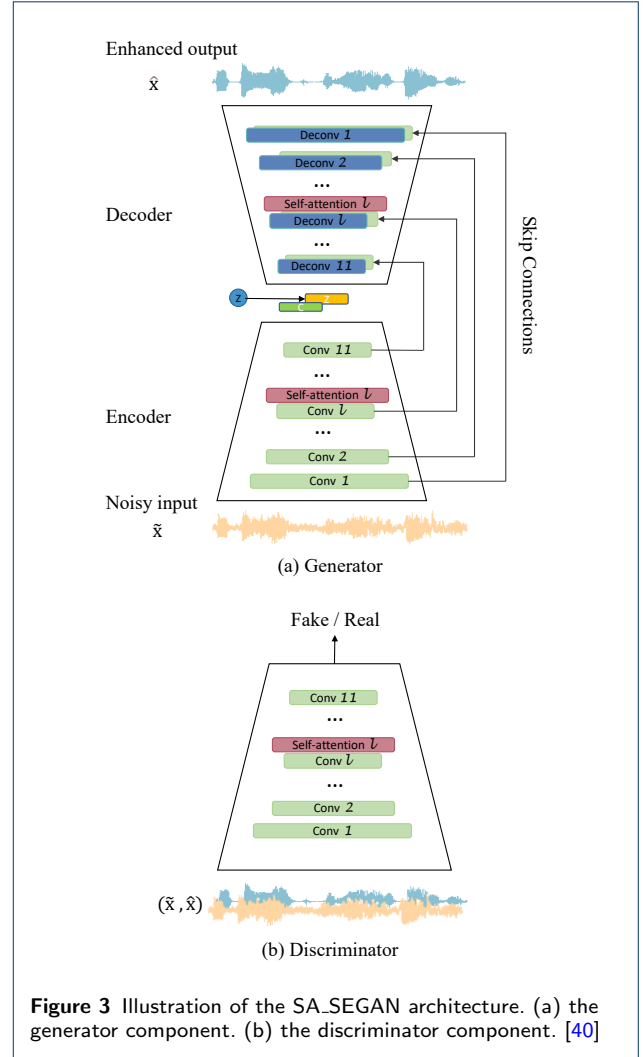 Enhanced output
x̂
Deconv 1
Deconv 2
...
Self-attention l
Decoder
Deconv l
...
Deconv 11
Skip Connections
z
z
c
Conv 11
...
Self-attention l
Encoder
Conv l
...
Conv 2
Conv 1
Noisy input
x̃
(a) Generator
Fake / Real
Conv 11
...
Self-attention l
Conv l
...
Conv 2
Conv 1
(x̃ , x̂)
(b) Discriminator
Figure 3 Illustration of the SA_SEGAN architecture. (a) the
generator component. (b) the discriminator component. [40]